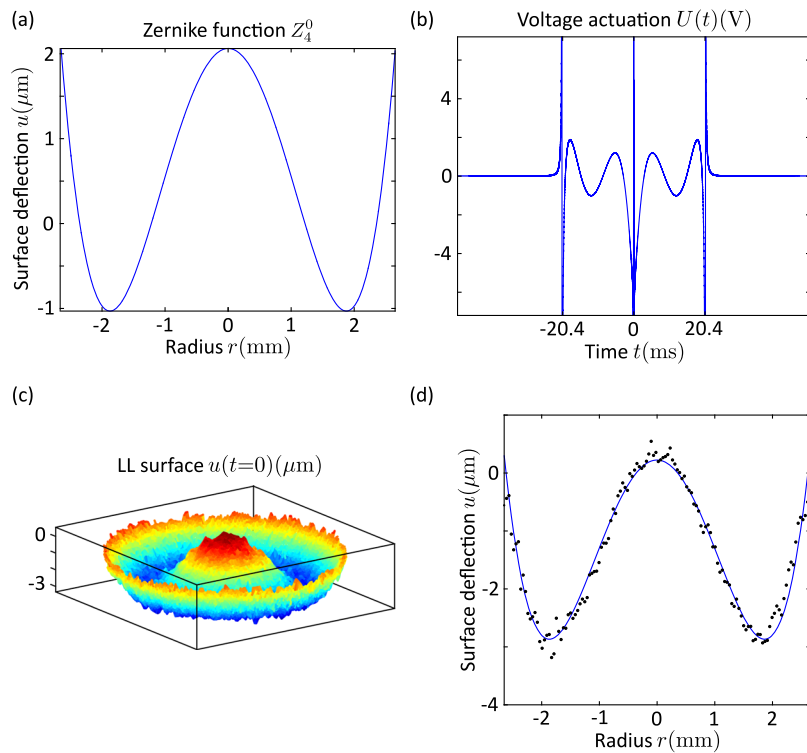 (a)
Zernike function $Z_4^0$
Surface deflection $u$(μm)
2
1
0
-1
-2
-1
0
1
2
Radius $r$(mm)
(b)
Voltage actuation $U(t)$(V)
4
0
-4
-20.4
0
20.4
Time $t$(ms)
(c)
LL surface $u(t=0)$(μm)
0
-3
(d)
Surface deflection $u$(μm)
0
-2
-4
-2
-1
0
1
2
Radius $r$(mm)